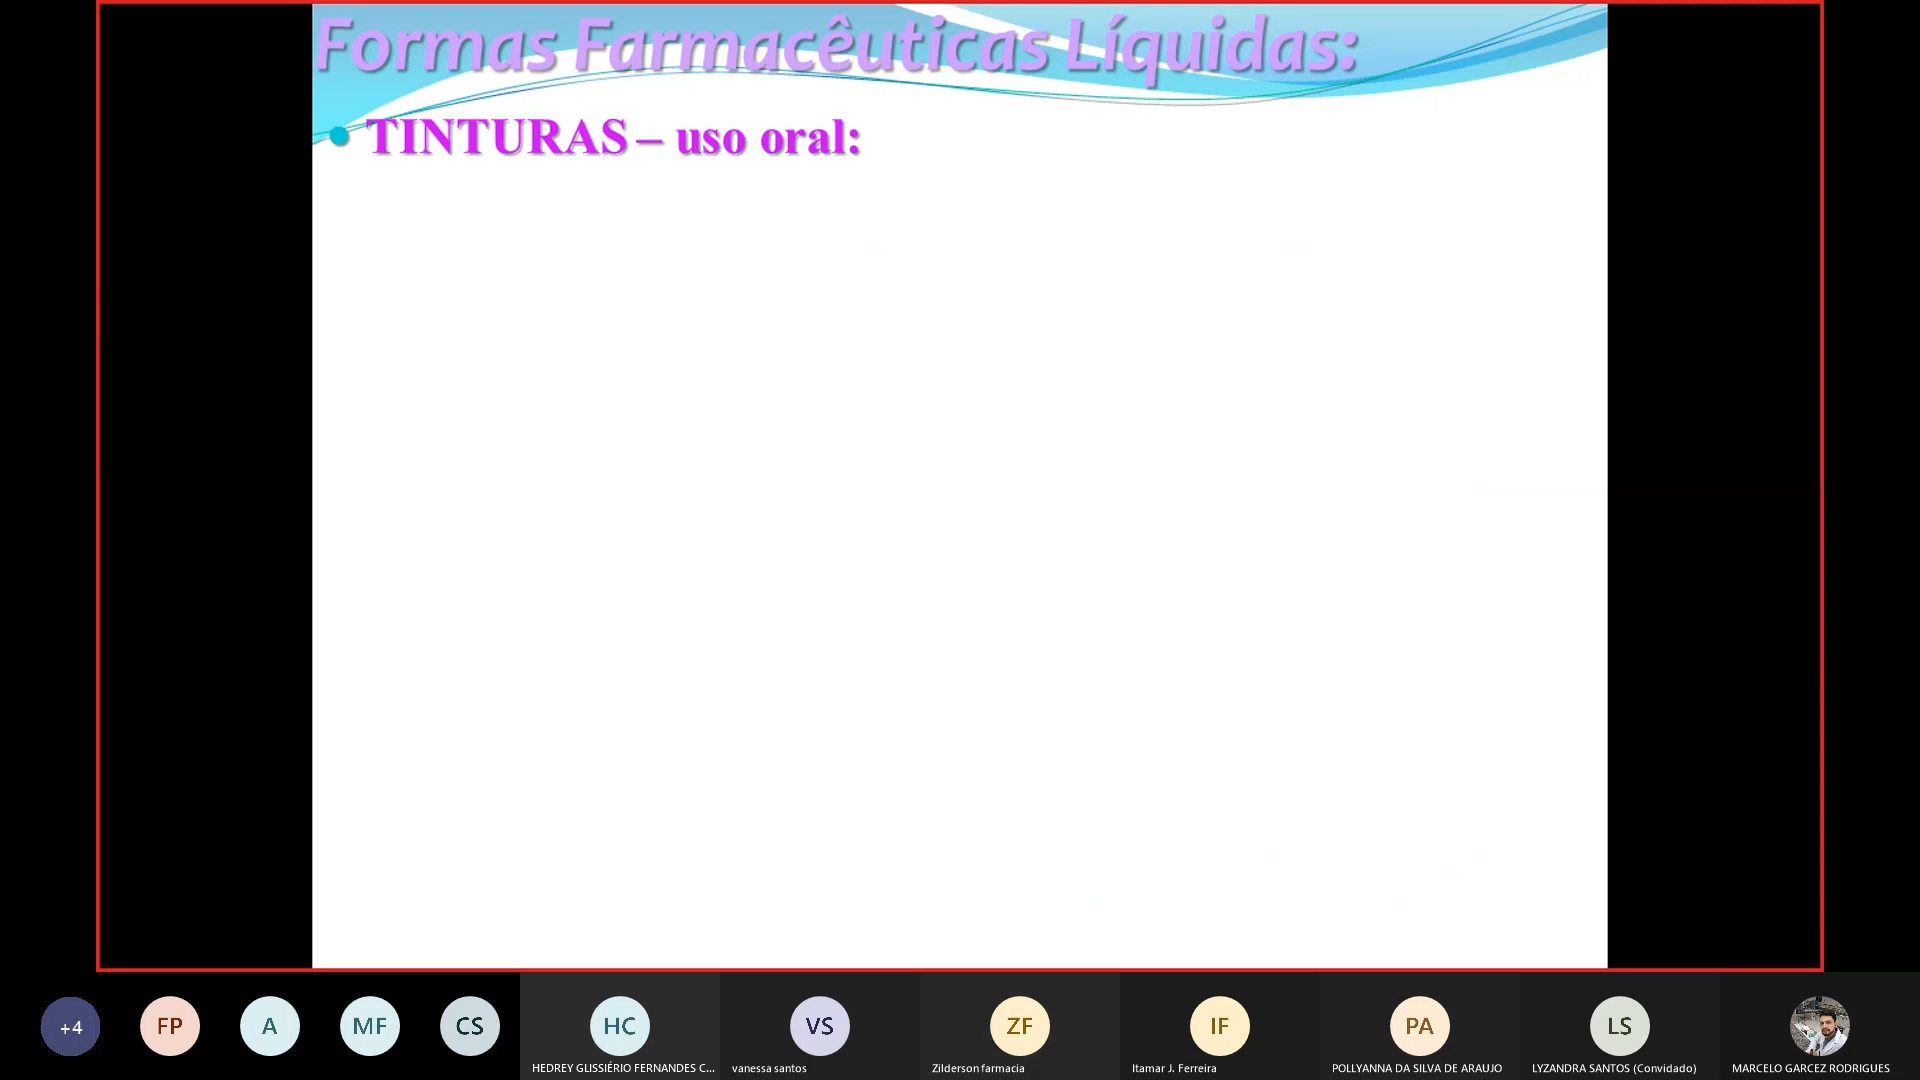 Formas Farmacêuticas Líquidas:
• TINTURAS – uso oral:
+4
FP
A
MF
CS
HC
VS
ZF
IF
PA
LS
HEDREY GLISSIÉRIO FERNANDES C...
vanessa santos
Zilderson farmacia
Itamar J. Ferreira
POLLYANNA DA SILVA DE ARAUJO
LYZANDRA SANTOS (Convidado)
MARCELO GARCEZ RODRIGUES